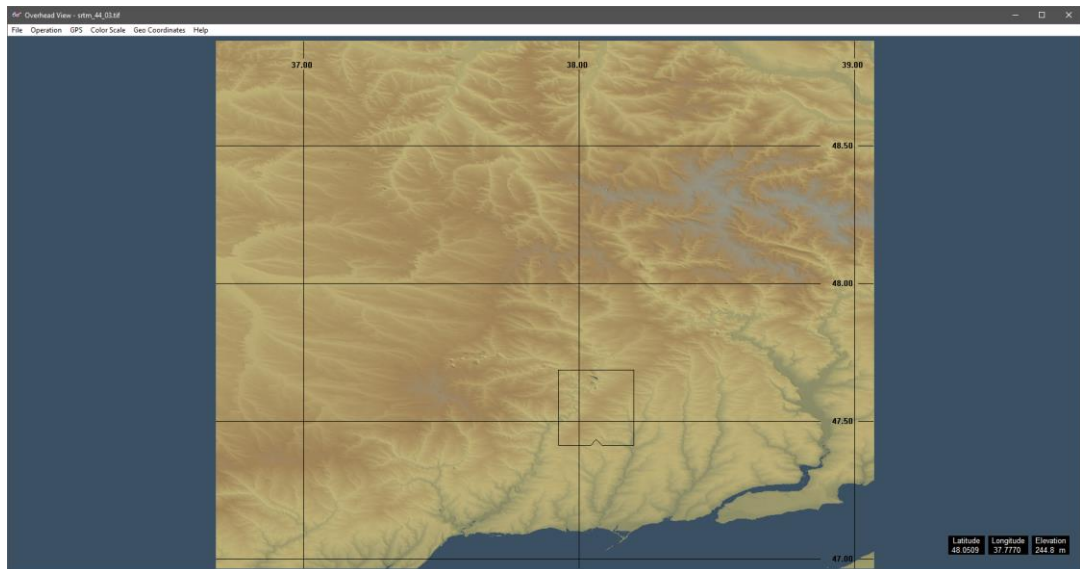 Overhead View - srtm_44_03.tif
File Operation GPS Color Scale Geo Coordinates Help
37.00 38.00 39.00
48.50
48.00
47.50
47.00
Latitude Longitude Elevation
48.0509 37.7770 244.8 m